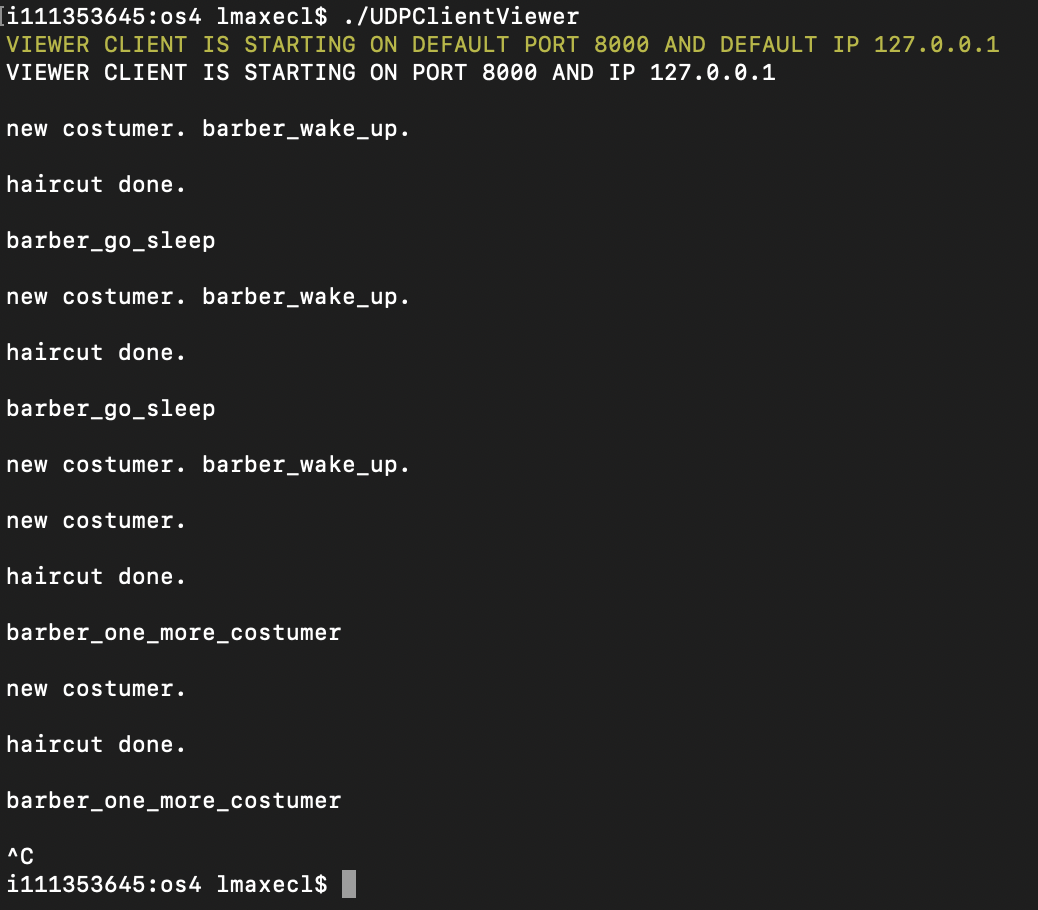 [i111353645:os4 lmaxecl$ ./UDPClientViewer
VIEWER CLIENT IS STARTING ON DEFAULT PORT 8000 AND DEFAULT IP 127.0.0.1
VIEWER CLIENT IS STARTING ON PORT 8000 AND IP 127.0.0.1
new costumer. barber_wake_up.
haircut done.
barber_go_sleep
new costumer. barber_wake_up.
haircut done.
barber_go_sleep
new costumer. barber_wake_up.
new costumer.
haircut done.
barber_one_more_costumer
new costumer.
haircut done.
barber_one_more_costumer
^C
i111353645:os4 lmaxecl$